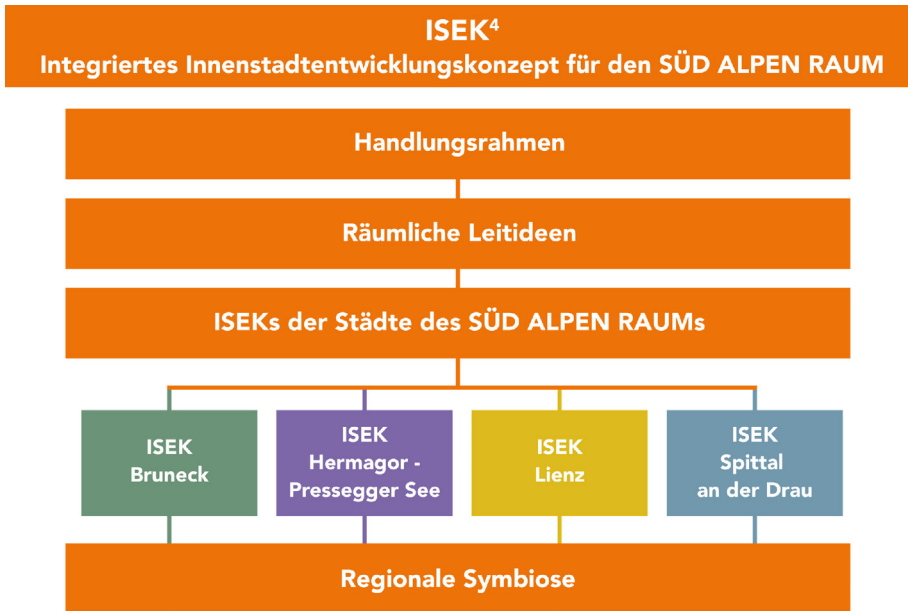 ISEK⁴
Integriertes Innenstadtentwicklungskonzept für den SÜD ALPEN RAUM
Handlungsrahmen
Räumliche Leitideen
ISEKs der Städte des SÜD ALPEN RAUMs
ISEK
Bruneck
ISEK
Hermagor -
Pressegger See
ISEK
Lienz
ISEK
Spittal
an der Drau
Regionale Symbiose